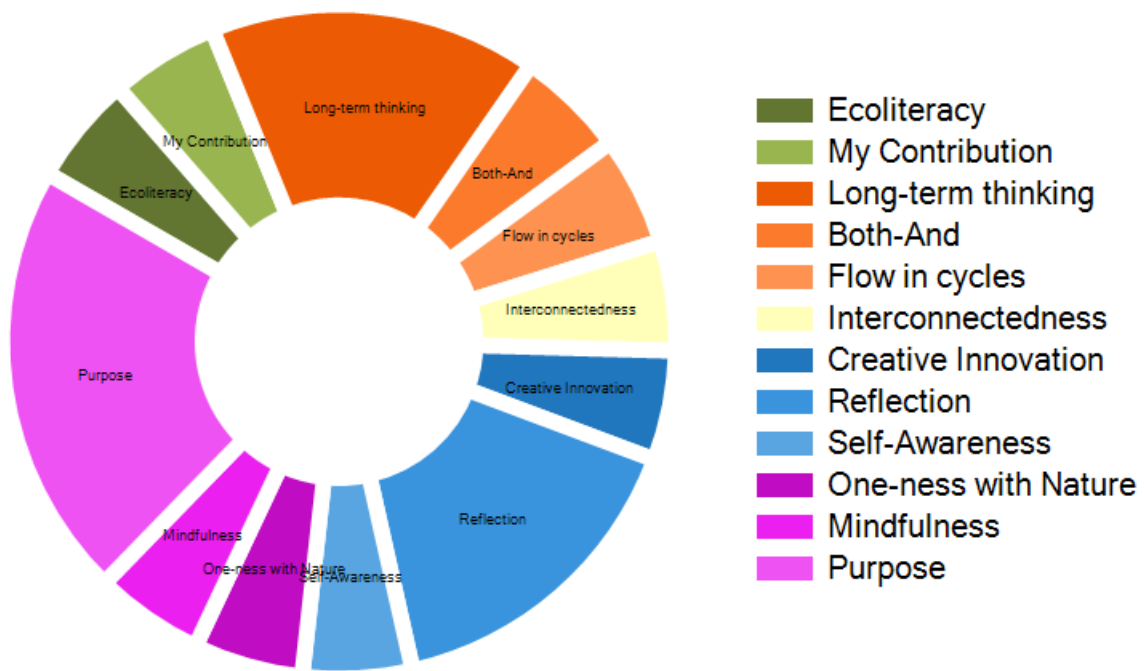 Long-term thinking
My Contribution
Both-And
Ecoliteracy
Flow in cycles
Interconnectedness
Purpose
Creative Innovation
Reflection
Mindfulness
One-ness with Nature
Self-Awareness
Ecoliteracy
My Contribution
Long-term thinking
Both-And
Flow in cycles
Interconnectedness
Creative Innovation
Reflection
Self-Awareness
One-ness with Nature
Mindfulness
Purpose